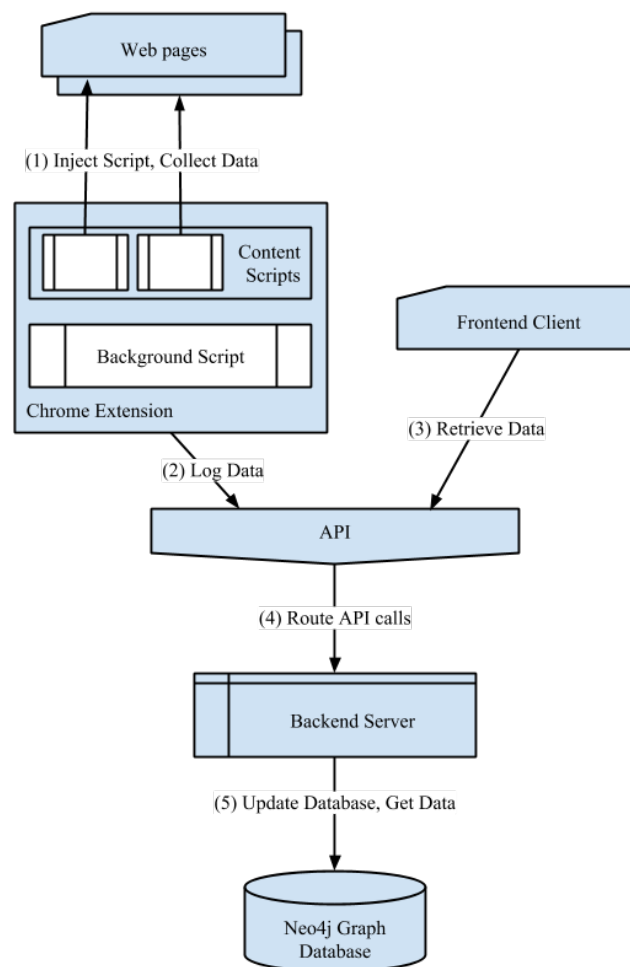 Web pages
(1) Inject Script, Collect Data
Content
Scripts
Background Script
Chrome Extension
Frontend Client
(3) Retrieve Data
(2) Log Data
API
(4) Route API calls
Backend Server
(5) Update Database, Get Data
Neo4j Graph
Database